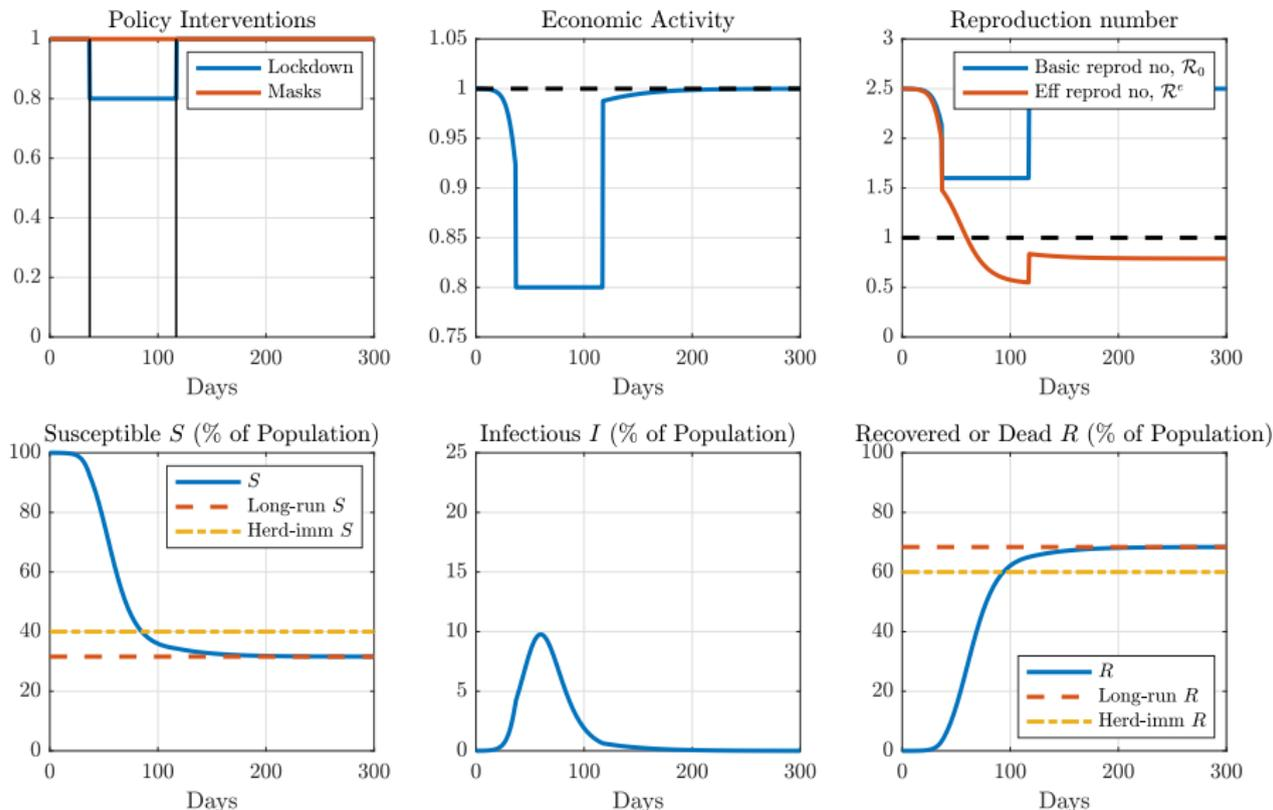 Policy Interventions
1
0.8
0.6
0.4
0.2
0
0 100 200 300
Days
Lockdown
Masks
Economic Activity
1.05
1
0.95
0.9
0.85
0.8
0.75
0 100 200 300
Days
Reproduction number
3
2.5
2
1.5
1
0.5
0
0 100 200 300
Days
Basic reprod no, ℛ₀
Eff reprod no, ℛᵉ
Susceptible S (% of Population)
100
80
60
40
20
0
0 100 200 300
Days
S
Long-run S
Herd-imm S
Infectious I (% of Population)
25
20
15
10
5
0
0 100 200 300
Days
Recovered or Dead R (% of Population)
100
80
60
40
20
0
0 100 200 300
Days
R
Long-run R
Herd-imm R